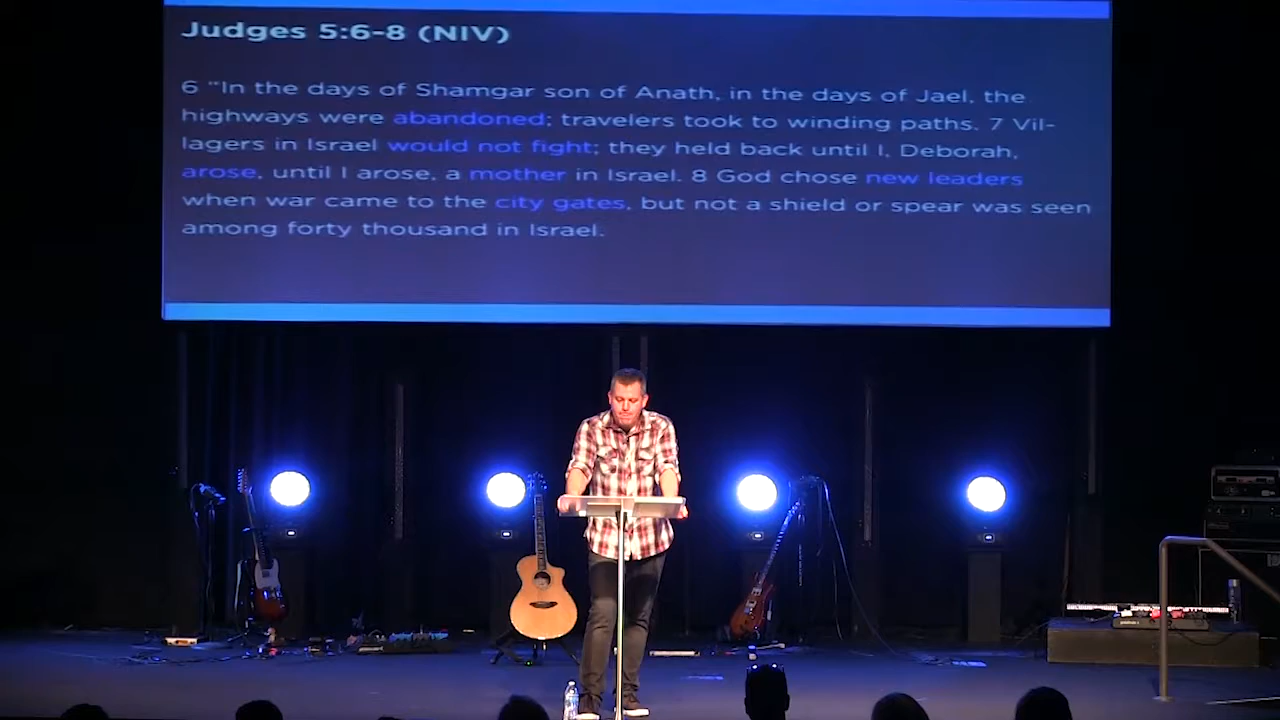 Judges 5:6-8 (NIV)
6 “In the days of Shamgar son of Anath, in the days of Jael, the
highways were abandoned; travelers took to winding paths. 7 Vil-
lagers in Israel would not fight; they held back until I, Deborah,
arose, until I arose, a mother in Israel. 8 God chose new leaders
when war came to the city gates, but not a shield or spear was seen
among forty thousand in Israel.